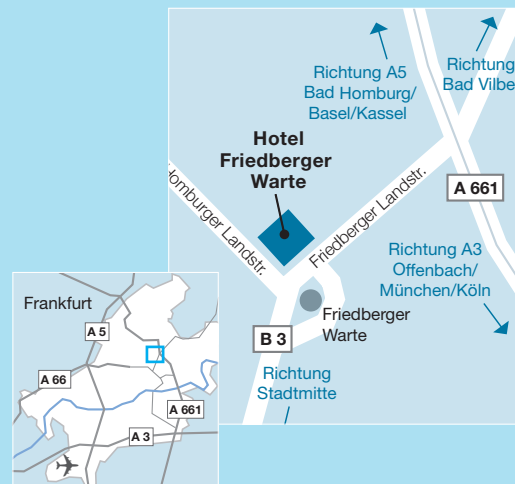 Richtung A5
Bad Homburg/
Basel/Kassel
Richtung
Bad Vilbe
Hotel
Friedberger
Warte
Homburger Landstr.
Friedberger Landstr.
A 661
Richtung A3
Offenbach/
München/Köln
Friedberger
Warte
B 3
Richtung
Stadtmitte
Frankfurt
A 5
A 66
A 661
A 3